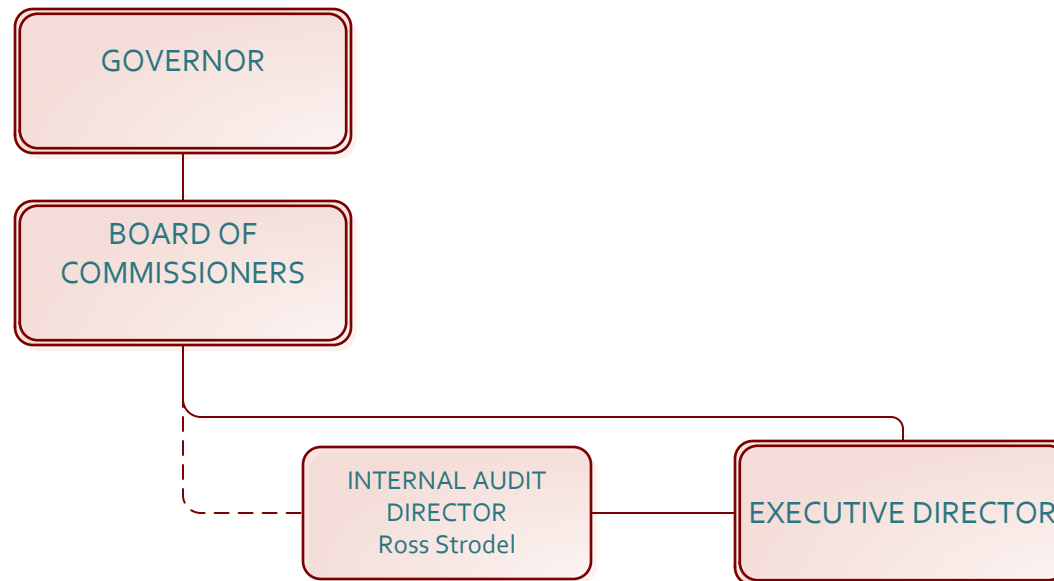 GOVERNOR
BOARD OF
COMMISSIONERS
INTERNAL AUDIT
DIRECTOR
Ross Strodel
EXECUTIVE DIRECTOR